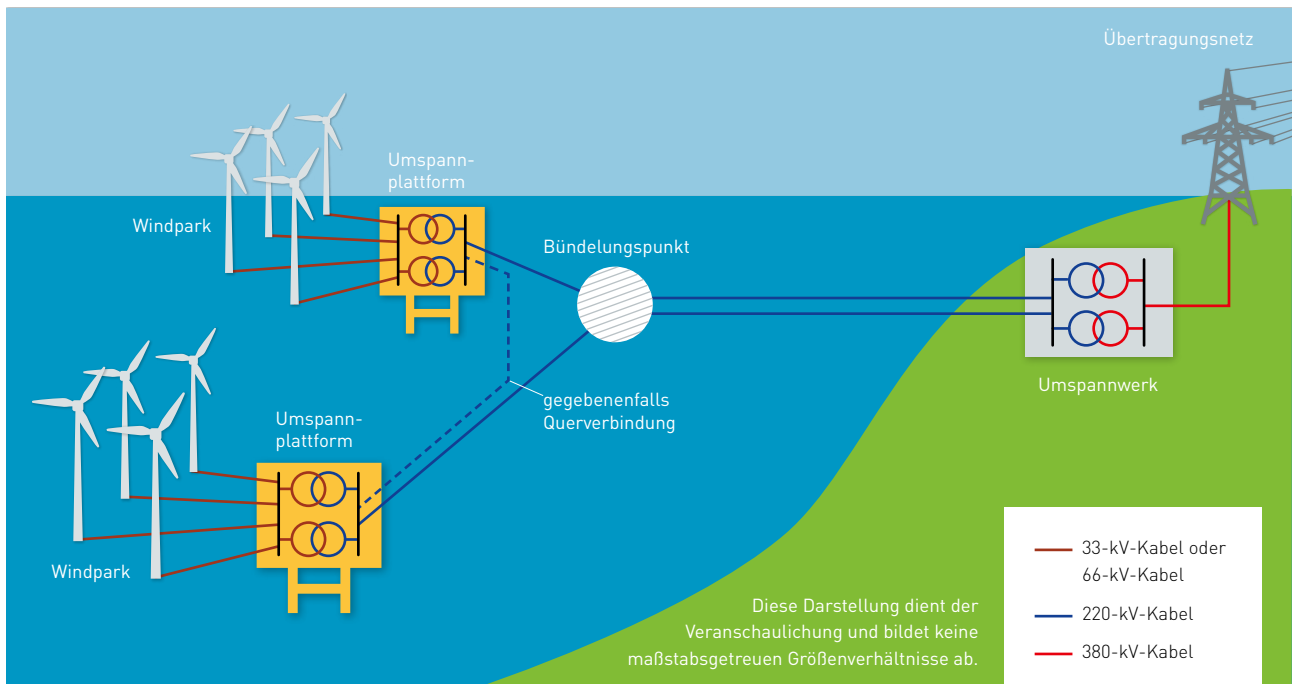 Übertragungsnetz
Umspann-
plattform
Windpark
Bündelungspunkt
Umspannwerk
gegebenenfalls
Querverbindung
Umspann-
plattform
Windpark
33-kV-Kabel oder
66-kV-Kabel
220-kV-Kabel
380-kV-Kabel
Diese Darstellung dient der
Veranschaulichung und bildet keine
maßstabsgetreuen Größenverhältnisse ab.